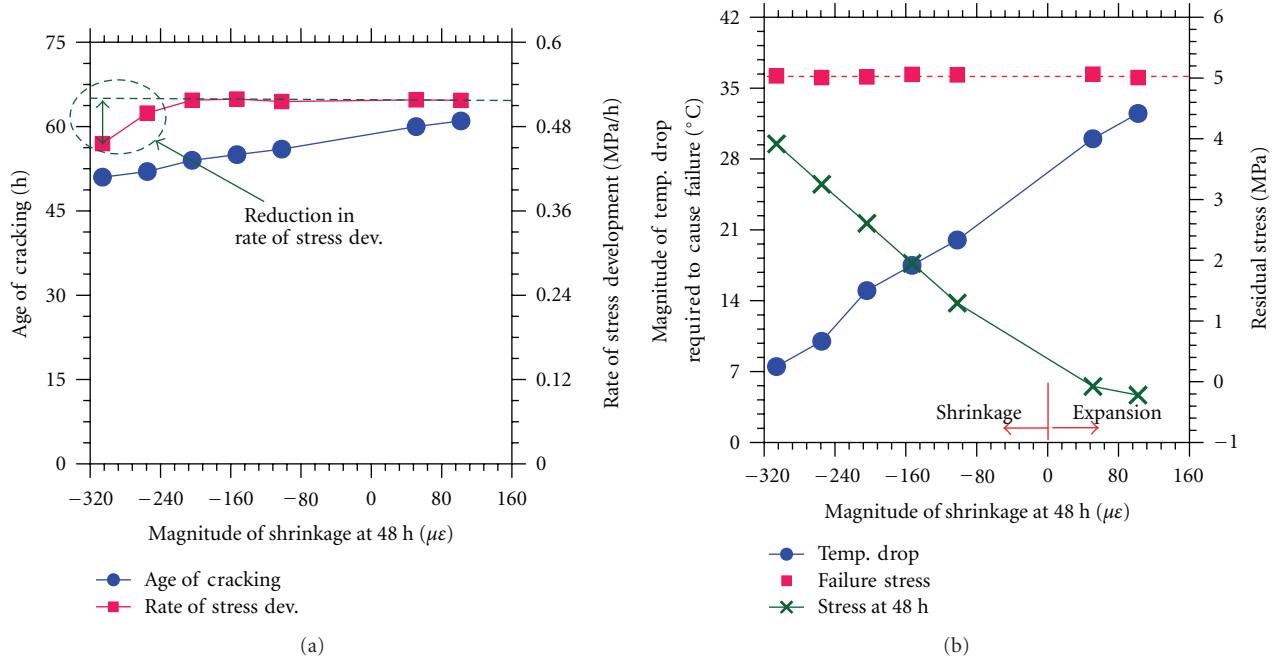 75
60
45
30
15
0
Age of cracking (h)
0.6
0.48
0.36
0.24
0.12
0
Rate of stress development (MPa/h)
Reduction in
rate of stress dev.
−320 −240 −160 −80 0 80 160
Magnitude of shrinkage at 48 h (με)
Age of cracking
Rate of stress dev.
(a)
42
35
28
21
14
7
0
Magnitude of temp. drop
required to cause failure (°C)
6
5
4
3
2
1
0
−1
Residual stress (MPa)
Shrinkage Expansion
−320 −240 −160 −80 0 80 160
Magnitude of shrinkage at 48 h (με)
Temp. drop
Failure stress
Stress at 48 h
(b)